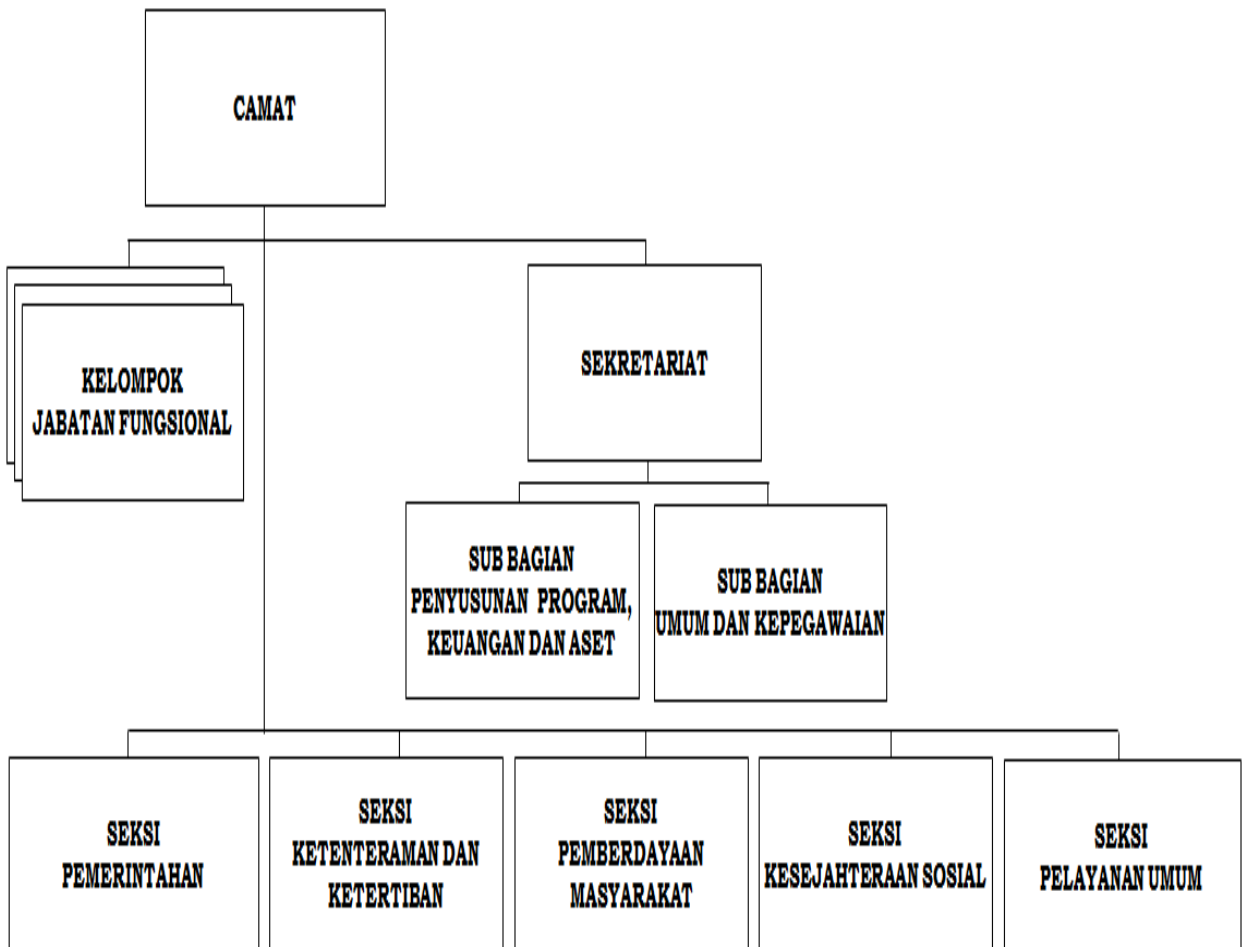 CAMAT
KELOMPOK
JABATAN FUNGSIONAL
SEKRETARIAT
SUB BAGIAN
PENYUSUNAN PROGRAM,
KEUANGAN DAN ASET
SUB BAGIAN
UMUM DAN KEPEGAWAIAN
SEKSI
PEMERINTAHAN
SEKSI
KETENTERAMAN DAN
KETERTIBAN
SEKSI
PEMBERDAYAAN
MASYARAKAT
SEKSI
KESEJAHTERAAN SOSIAL
SEKSI
PELAYANAN UMUM